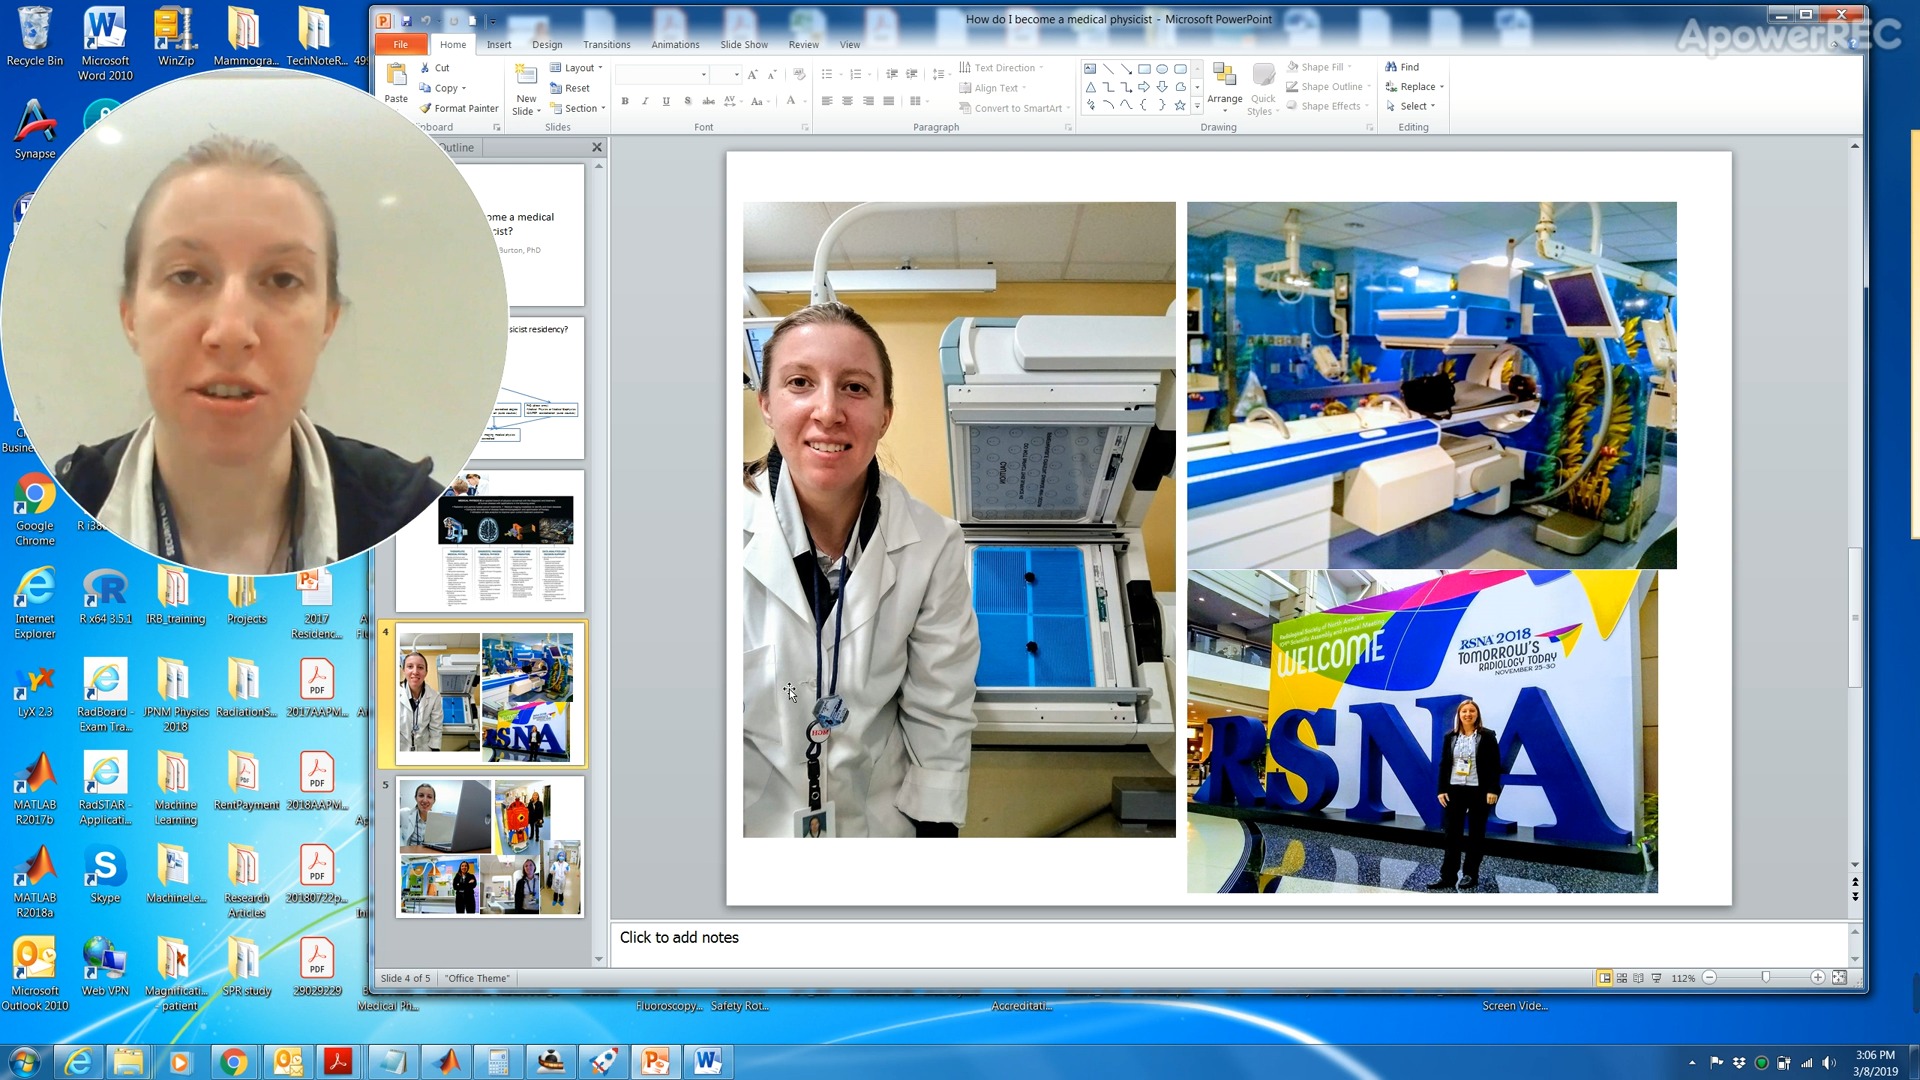 How do I become a medical physicist - Microsoft PowerPoint
ApowerREC
File Home Insert Design Transitions Animations Slide Show Review View
Cut
Copy
Format Painter
Paste
New
Slide
Layout
Reset
Section
Text Direction
Align Text
Convert to SmartArt
Arrange
Quick
Styles
Shape Fill
Shape Outline
Shape Effects
Find
Replace
Select
Slides Font Paragraph Drawing Editing
Recycle Bin
Microsoft
Word 2010
WinZip
Mammogra...
TechNoteR...
Synapse
Google
Chrome
Internet
Explorer
R x64 3.5.1
IRB_training
Projects
2017
Residenc...
LyX 2.3
RadBoard -
Exam Tra...
JPNM Physics
2018
RadiationS...
2017AAPM...
MATLAB
R2017b
RadSTAR -
Applicati...
Machine
Learning
RentPayment
2018AAPM...
MATLAB
R2018a
Skype
MachineLe...
Research
Articles
20180722p...
Microsoft
Outlook 2010
Web VPN
Magnificati...
patient
SPR study
29029229
Medical Ph...
Fluoroscopy...
Safety Rot...
Accreditati...
Screen Vide...
Outline
ome a medical
cist?
Burton, PhD
sicist residency?
4
5
WELCOME
RSNA 2018
TOMORROW'S
RADIOLOGY TODAY
NOVEMBER 25-30
RSNA
Click to add notes
Slide 4 of 5
"Office Theme"
112%
3:06 PM
3/8/2019